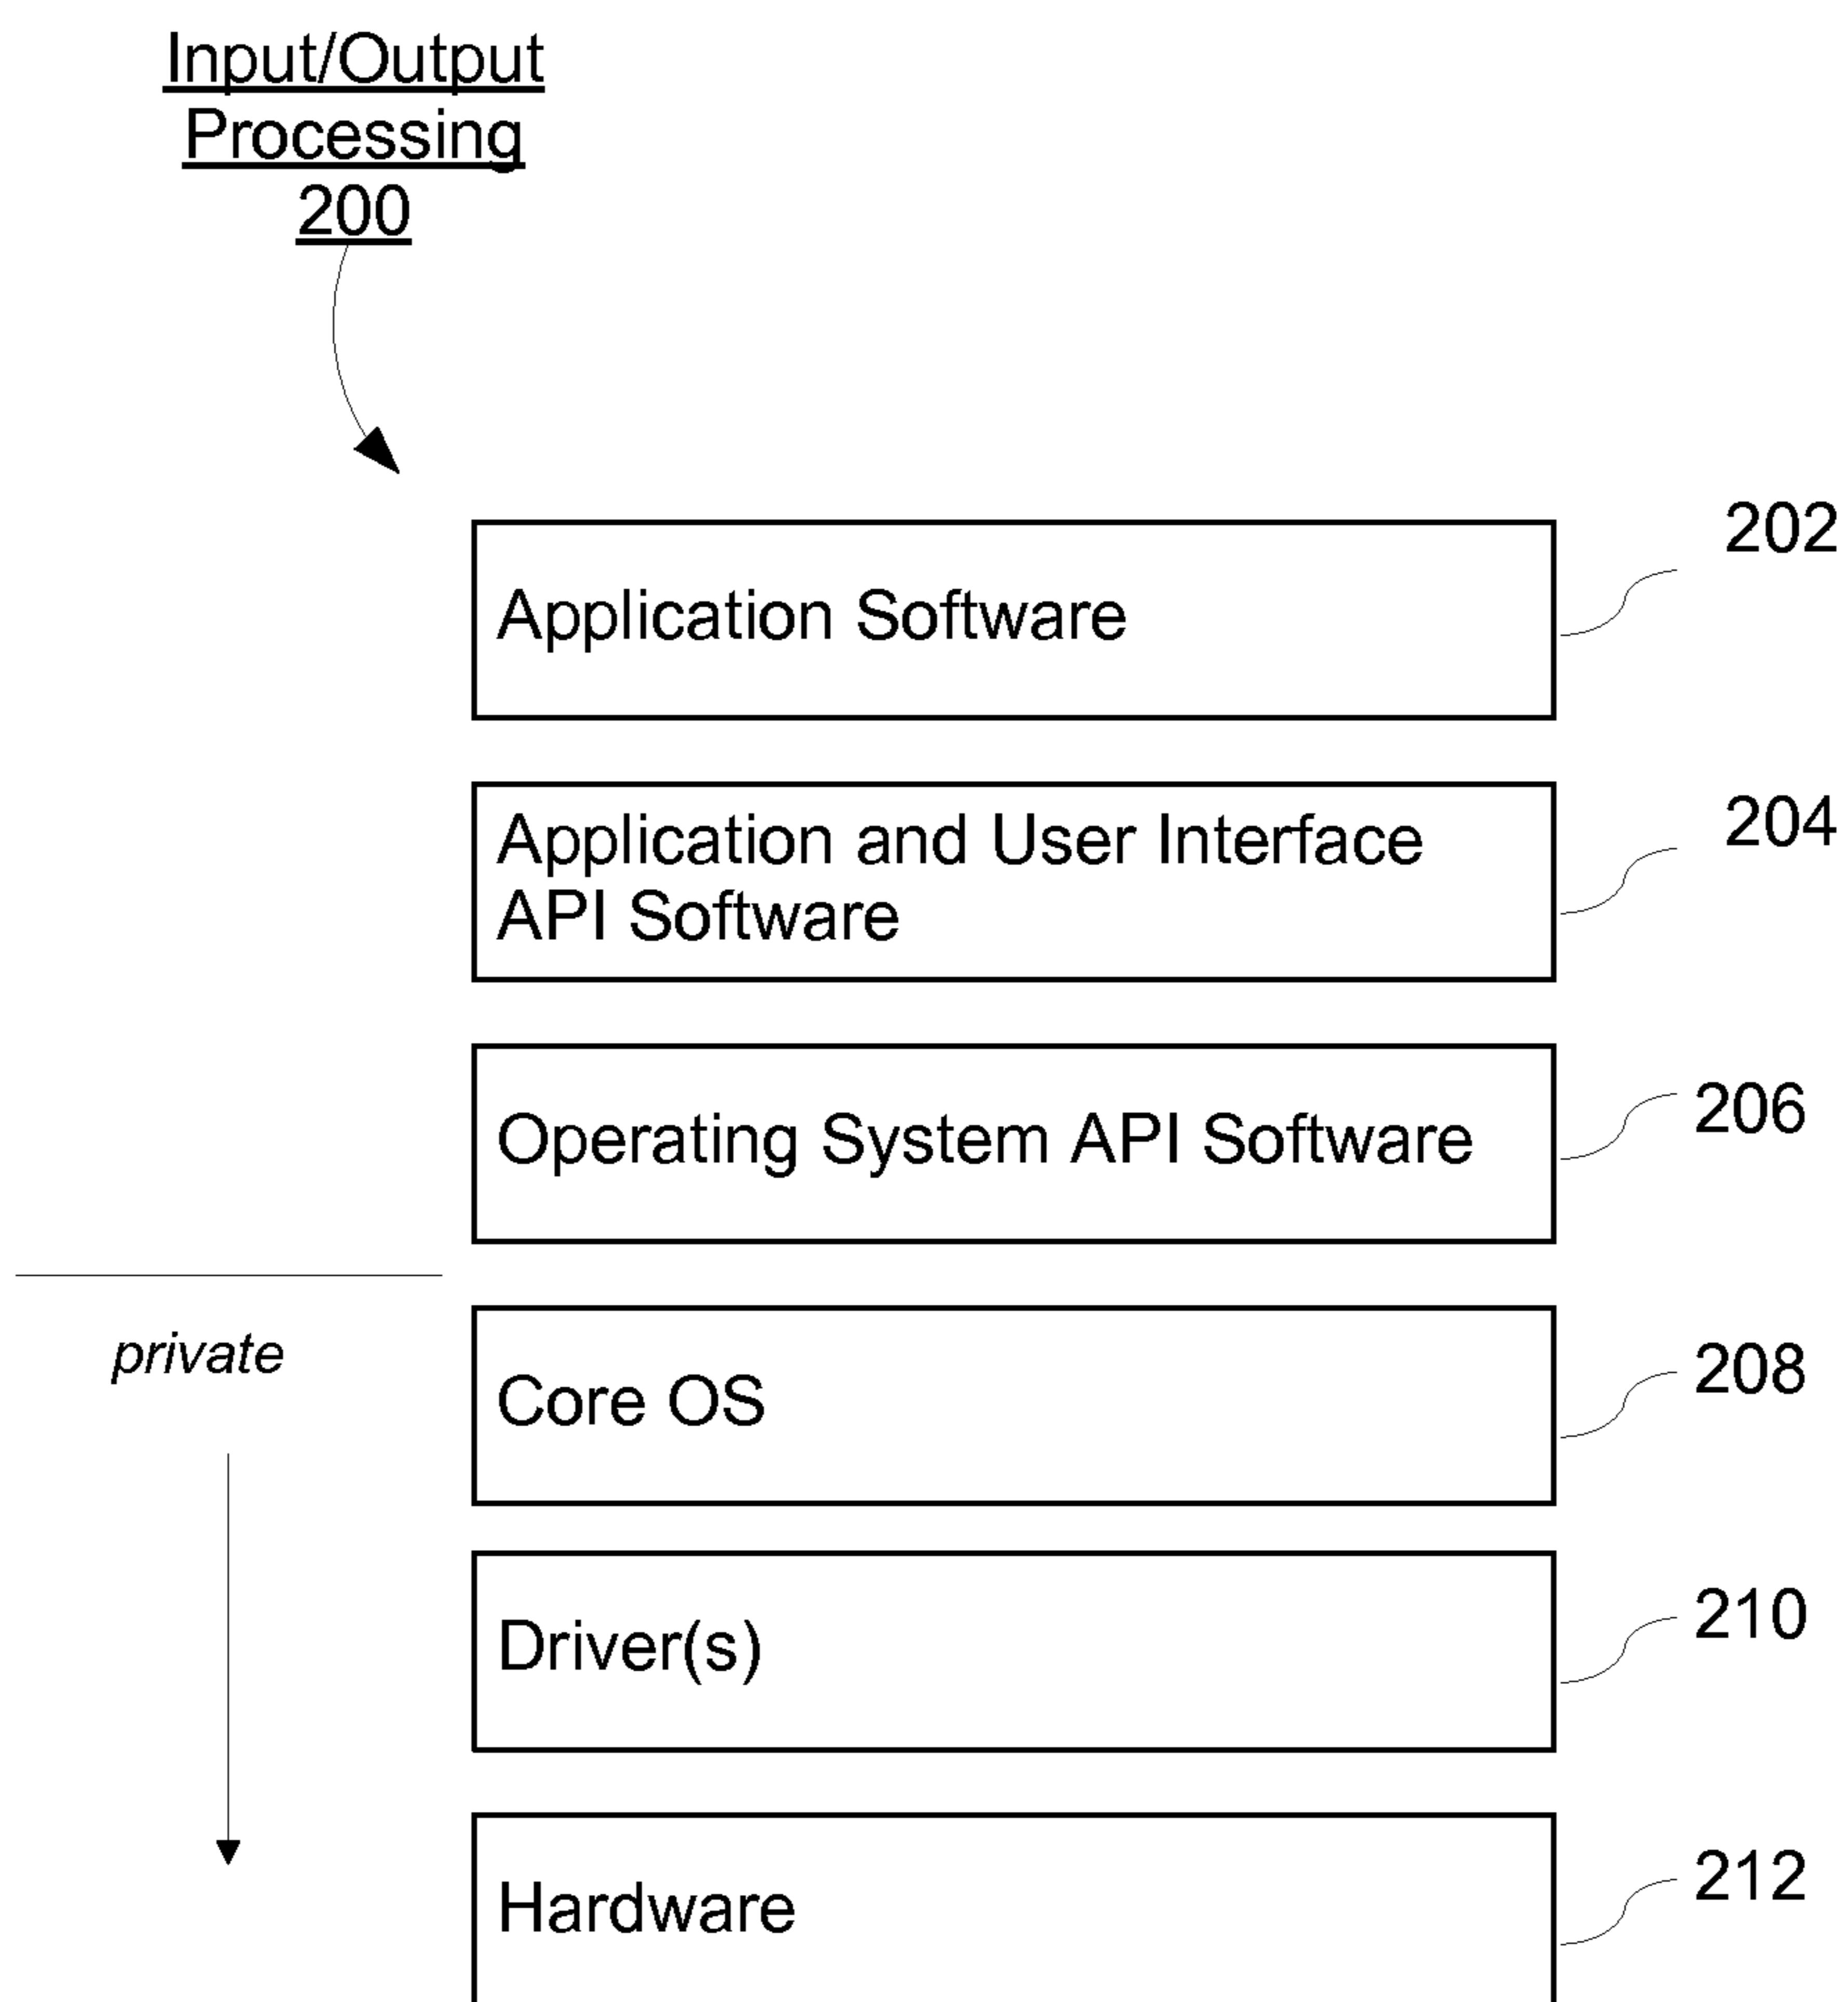 Input/Output
Processing
200
202
Application Software
204
Application and User Interface
API Software
206
Operating System API Software
private
208
Core OS
210
Driver(s)
212
Hardware